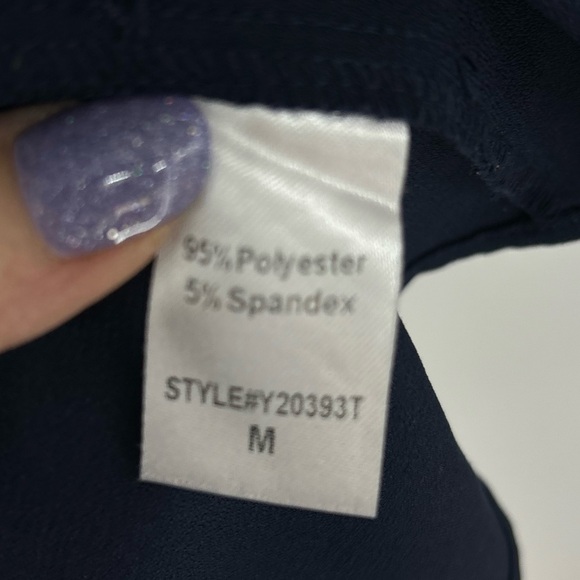 95% Polyester
5% Spandex
STYLE#Y20393T
M